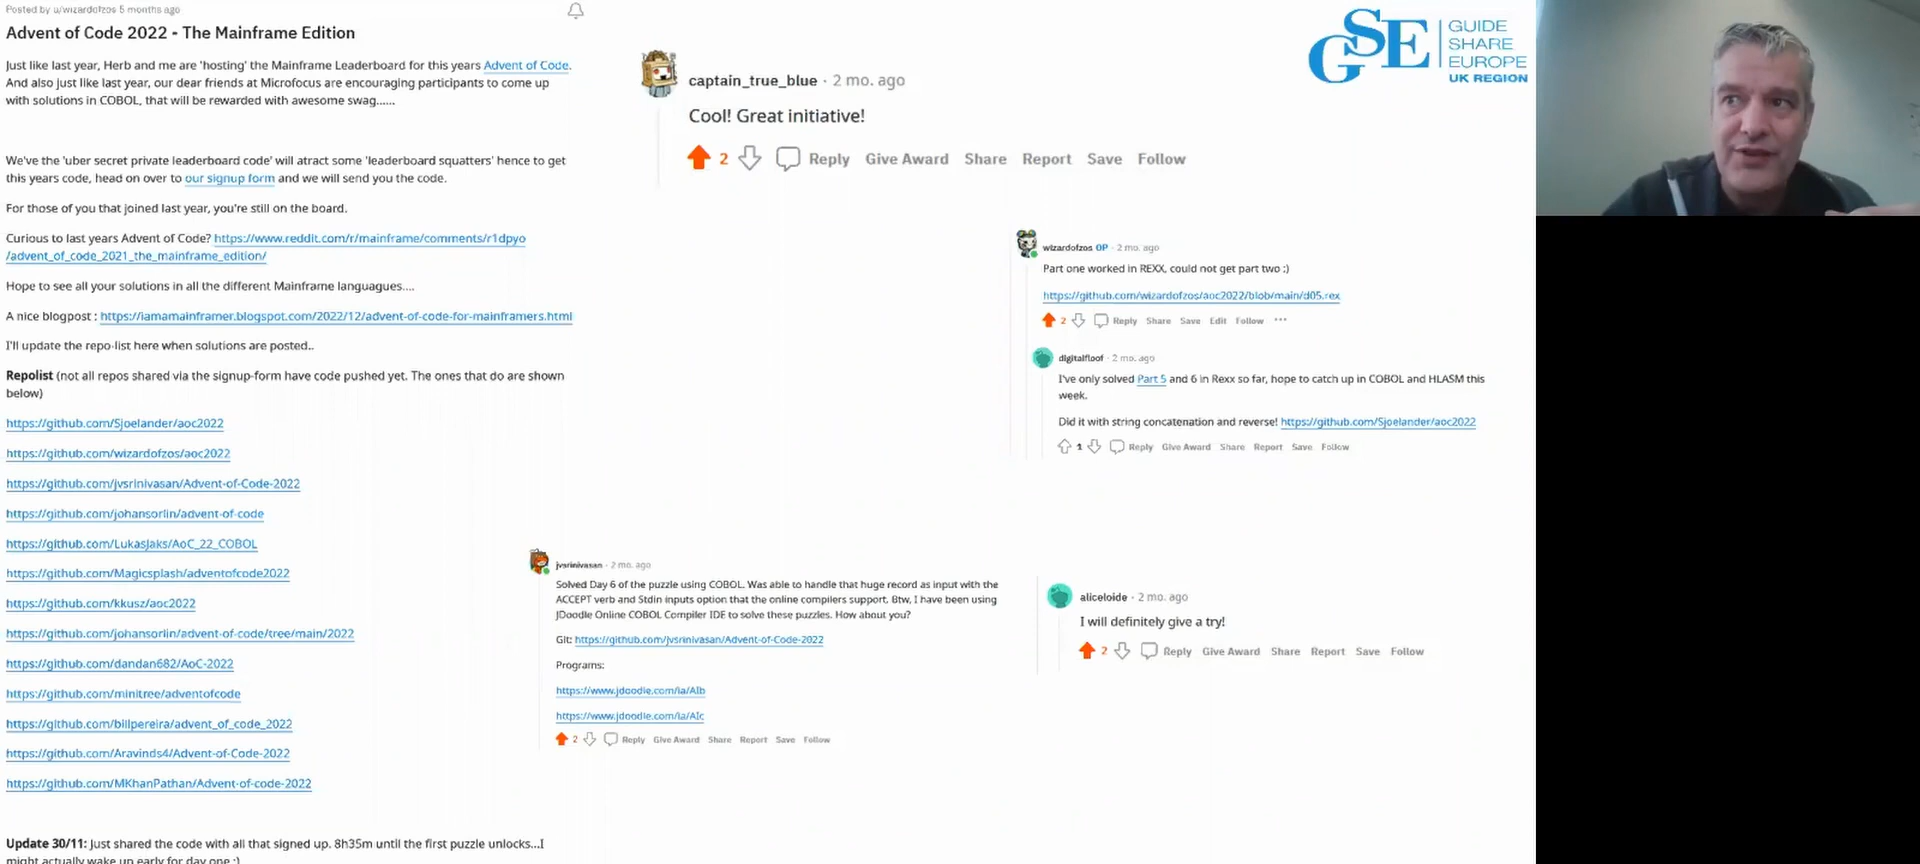 Posted by u/wizardofzos 5 months ago
Advent of Code 2022 - The Mainframe Edition
Just like last year, Herb and me are 'hosting' the Mainframe Leaderboard for this years Advent of Code.
And also just like last year, our dear friends at Microfocus are encouraging participants to come up
with solutions in COBOL, that will be rewarded with awesome swag......
We've the 'uber secret private leaderboard code' will atract some 'leaderboard squatters' hence to get
this years code, head on over to our signup form and we will send you the code.
For those of you that joined last year, you're still on the board.
Curious to last years Advent of Code? https://www.reddit.com/r/mainframe/comments/r1dpyo
/advent_of_code_2021_the_mainframe_edition/
Hope to see all your solutions in all the different Mainframe languagues....
A nice blogpost : https://iamamainframer.blogspot.com/2022/12/advent-of-code-for-mainframers.html
I'll update the repo-list here when solutions are posted..
Repolist (not all repos shared via the signup-form have code pushed yet. The ones that do are shown
below)
https://github.com/Sjoelander/aoc2022
https://github.com/wizardofzos/aoc2022
https://github.com/jvsrinivasan/Advent-of-Code-2022
https://github.com/johansorlin/advent-of-code
https://github.com/LukasJaks/AoC_22_COBOL
https://github.com/Magicsplash/adventofcode2022
https://github.com/kkusz/aoc2022
https://github.com/johansorlin/advent-of-code/tree/main/2022
https://github.com/dandan682/AoC-2022
https://github.com/minitree/adventofcode
https://github.com/billpereira/advent_of_code_2022
https://github.com/Aravinds4/Advent-of-Code-2022
https://github.com/MKhanPathan/Advent-of-code-2022
Update 30/11: Just shared the code with all that signed up. 8h35m until the first puzzle unlocks...I
might actually wake up early for day one :)
captain_true_blue · 2 mo. ago
Cool! Great initiative!
2 Reply Give Award Share Report Save Follow
GSE
GUIDE
SHARE
EUROPE
UK REGION
wizardofzos OP · 2 mo. ago
Part one worked in REXX, could not get part two :)
https://github.com/wizardofzos/aoc2022/blob/main/d05.rex
2 Reply Share Save Edit Follow ···
digitalfloof · 2 mo. ago
I've only solved Part 5 and 6 in Rexx so far, hope to catch up in COBOL and HLASM this
week.
Did it with string concatenation and reverse! https://github.com/Sjoelander/aoc2022
1 Reply Give Award Share Report Save Follow
jvsrinivasan · 2 mo. ago
Solved Day 6 of the puzzle using COBOL. Was able to handle that huge record as input with the
ACCEPT verb and Stdin inputs option that the online compilers support. Btw, I have been using
JDoodle Online COBOL Compiler IDE to solve these puzzles. How about you?
Git: https://github.com/jvsrinivasan/Advent-of-Code-2022
Programs:
https://www.jdoodle.com/ia/AIb
https://www.jdoodle.com/ia/AIc
2 Reply Give Award Share Report Save Follow
aliceloide · 2 mo. ago
I will definitely give a try!
2 Reply Give Award Share Report Save Follow